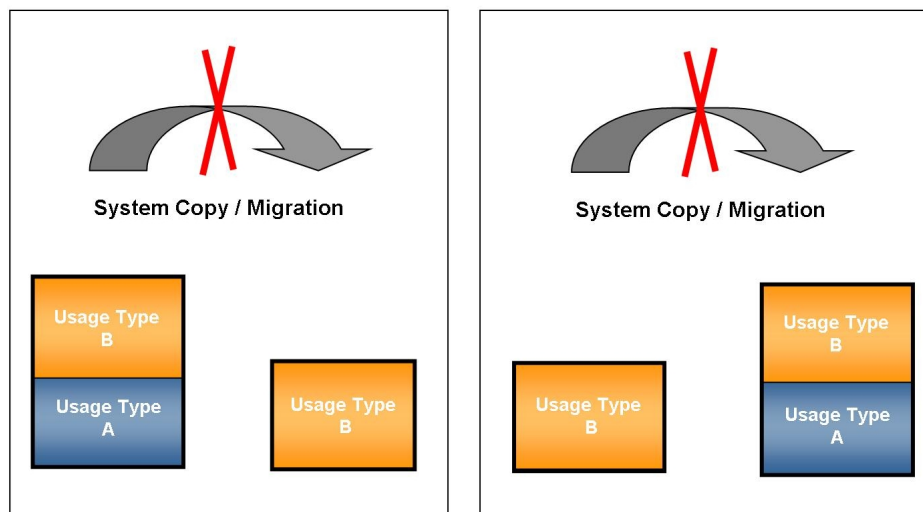 System Copy / Migration
Usage Type
B
Usage Type
A
Usage Type
B
System Copy / Migration
Usage Type
B
Usage Type
B
Usage Type
A